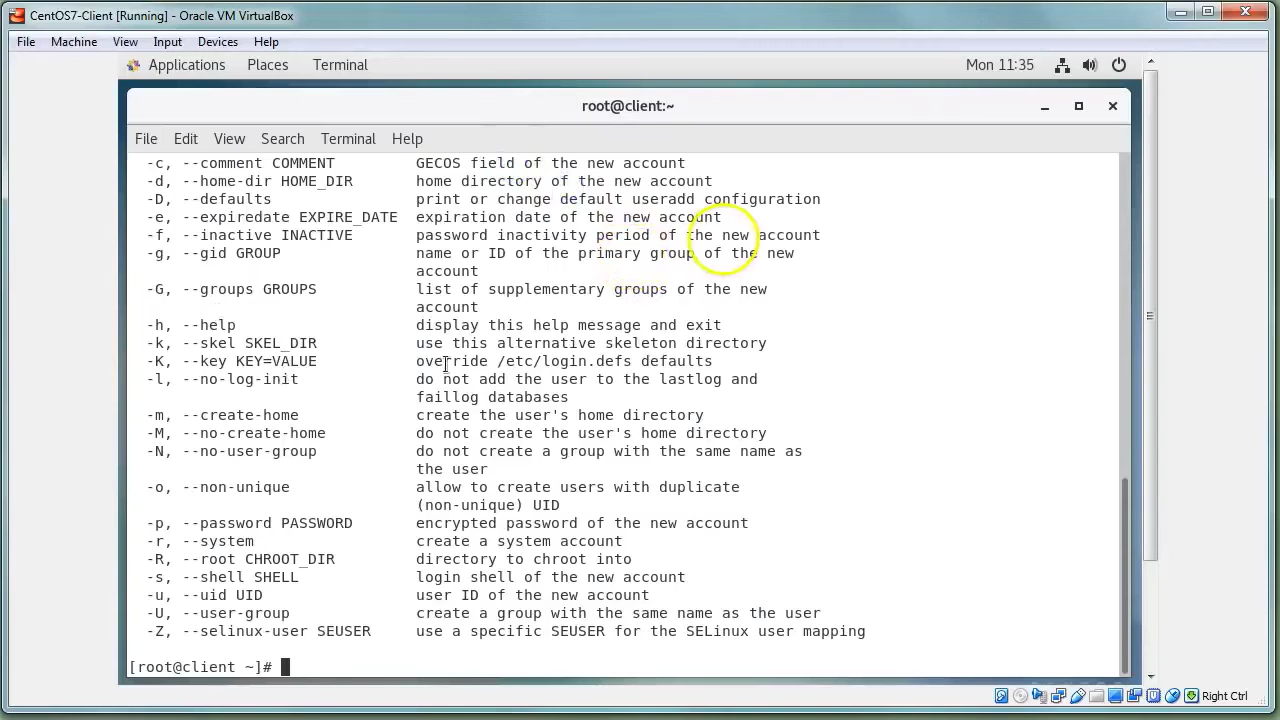 CentOS7-Client [Running] - Oracle VM VirtualBox
File Machine View Input Devices Help
Applications Places Terminal Mon 11:35
root@client:~
File Edit View Search Terminal Help
-c, --comment COMMENT GECOS field of the new account
-d, --home-dir HOME_DIR home directory of the new account
-D, --defaults print or change default useradd configuration
-e, --expiredate EXPIRE_DATE expiration date of the new account
-f, --inactive INACTIVE password inactivity period of the new account
-g, --gid GROUP name or ID of the primary group of the new
account
-G, --groups GROUPS list of supplementary groups of the new
account
-h, --help display this help message and exit
-k, --skel SKEL_DIR use this alternative skeleton directory
-K, --key KEY=VALUE override /etc/login.defs defaults
-l, --no-log-init do not add the user to the lastlog and
faillog databases
-m, --create-home create the user's home directory
-M, --no-create-home do not create the user's home directory
-N, --no-user-group do not create a group with the same name as
the user
-o, --non-unique allow to create users with duplicate
(non-unique) UID
-p, --password PASSWORD encrypted password of the new account
-r, --system create a system account
-R, --root CHROOT_DIR directory to chroot into
-s, --shell SHELL login shell of the new account
-u, --uid UID user ID of the new account
-U, --user-group create a group with the same name as the user
-Z, --selinux-user SEUSER use a specific SEUSER for the SELinux user mapping
[root@client ~]#
Right Ctrl